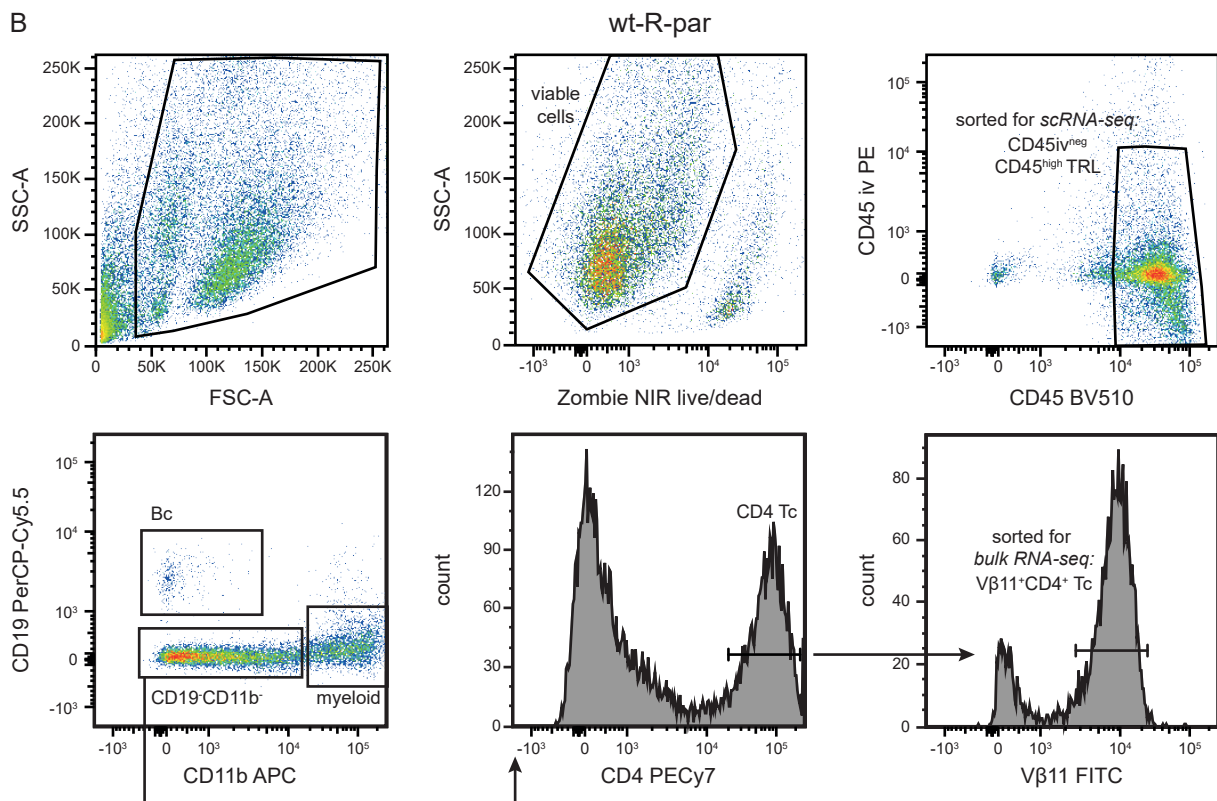 B
wt-R-par
250K
200K
150K
100K
50K
0
SSC-A
0 50K 100K 150K 200K 250K
FSC-A
250K
200K
150K
100K
50K
0
SSC-A
viable
cells
-10³ 0 10³ 10⁴ 10⁵
Zombie NIR live/dead
10⁵
10⁴
10³
0
-10³
CD45 iv PE
sorted for scRNA-seq:
CD45ivⁿᵉᵍ
CD45ʰⁱᵍʰ TRL
-10³ 0 10³ 10⁴ 10⁵
CD45 BV510
10⁵
10⁴
10³
0
-10³
CD19 PerCP-Cy5.5
Bc
CD19⁻CD11b⁻
myeloid
-10³ 0 10³ 10⁴ 10⁵
CD11b APC
120
90
60
30
0
count
CD4 Tc
-10³ 0 10³ 10⁴ 10⁵
CD4 PECy7
80
60
40
20
0
count
sorted for
bulk RNA-seq:
Vβ11⁺CD4⁺ Tc
-10³ 0 10³ 10⁴ 10⁵
Vβ11 FITC